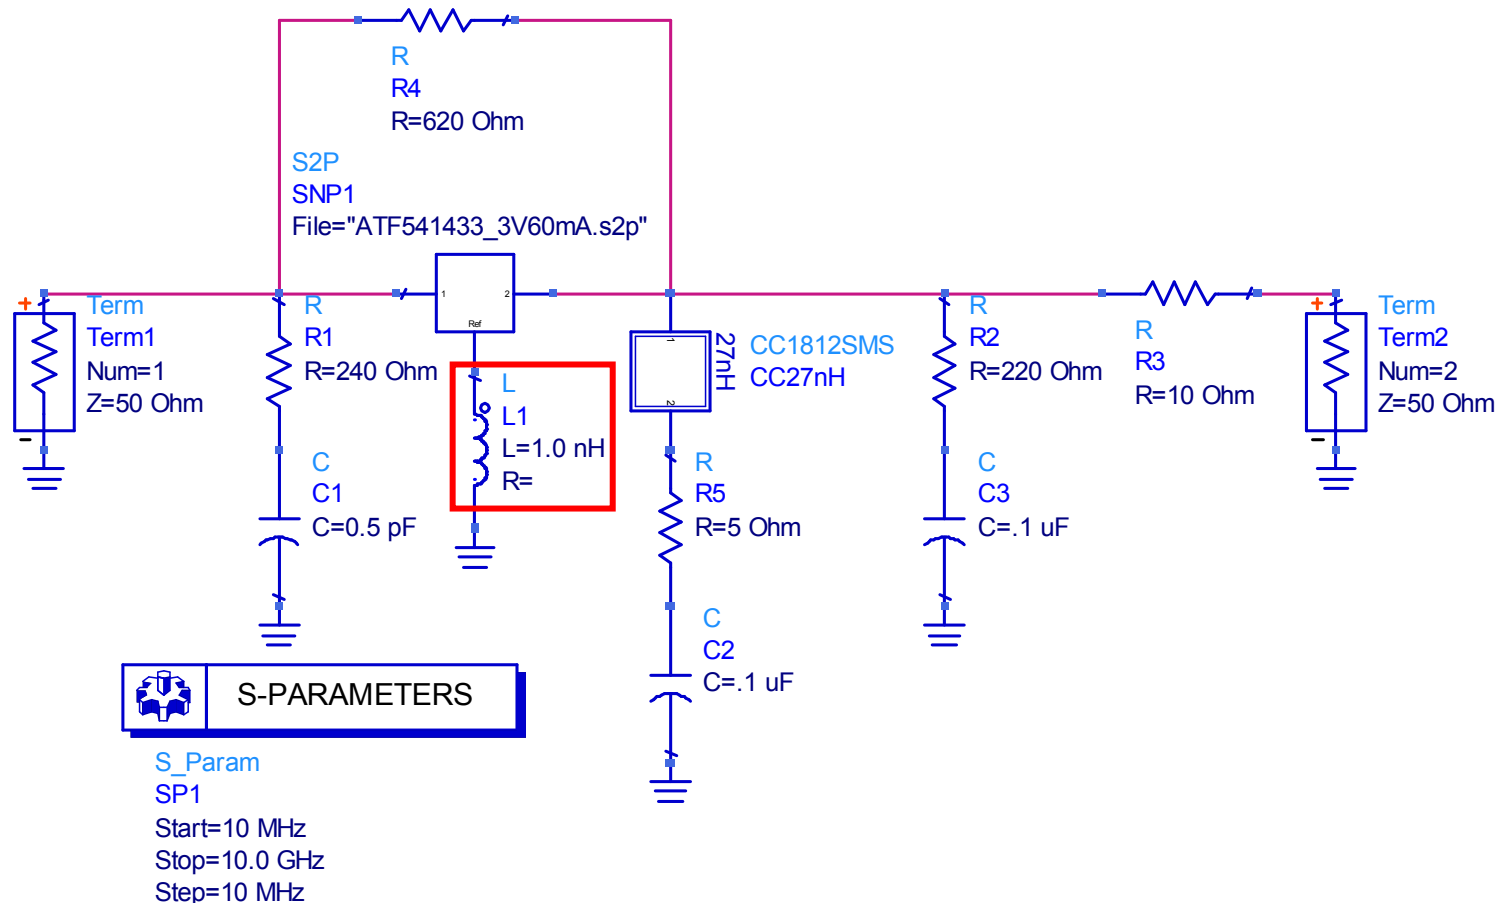 R
R4
R=620 Ohm
S2P
SNP1
File="ATF541433_3V60mA.s2p"
1
2
Ref
+
Term
Term1
Num=1
Z=50 Ohm
-
R
R1
R=240 Ohm
C
C1
C=0.5 pF
L
L1
L=1.0 nH
R=
1
2
27nH
CC1812SMS
CC27nH
R
R5
R=5 Ohm
C
C2
C=.1 uF
R
R2
R=220 Ohm
C
C3
C=.1 uF
R
R3
R=10 Ohm
+
Term
Term2
Num=2
Z=50 Ohm
-
S-PARAMETERS
S_Param
SP1
Start=10 MHz
Stop=10.0 GHz
Step=10 MHz